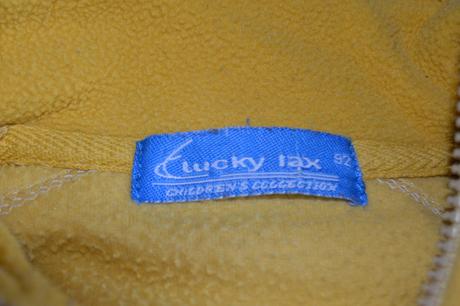 lucky lax 92
CHILDREN'S COLLECTION